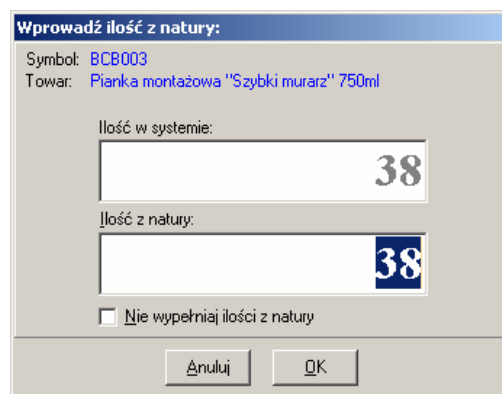 Wprowadź ilość z natury:
Symbol: BCB003
Towar: Pianka montażowa "Szybki murarz" 750ml
Ilość w systemie:
38
Ilość z natury:
38
Nie wypełniaj ilości z natury
Anuluj OK